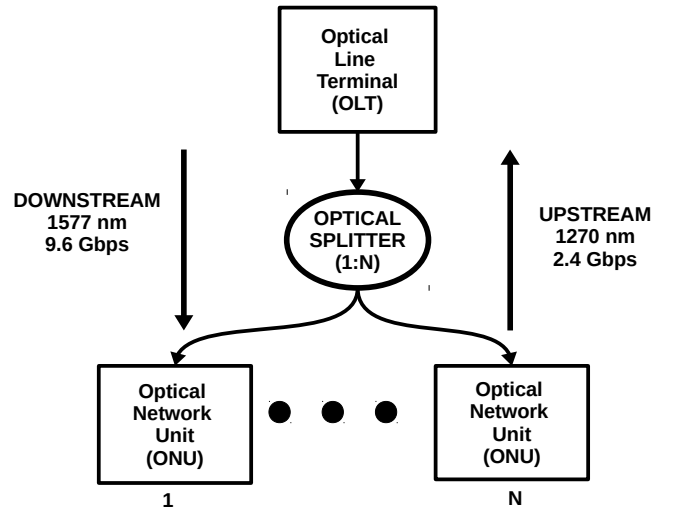 Optical
Line
Terminal
(OLT)
DOWNSTREAM
1577 nm
9.6 Gbps
OPTICAL
SPLITTER
(1:N)
UPSTREAM
1270 nm
2.4 Gbps
Optical
Network
Unit
(ONU)
Optical
Network
Unit
(ONU)
1
N